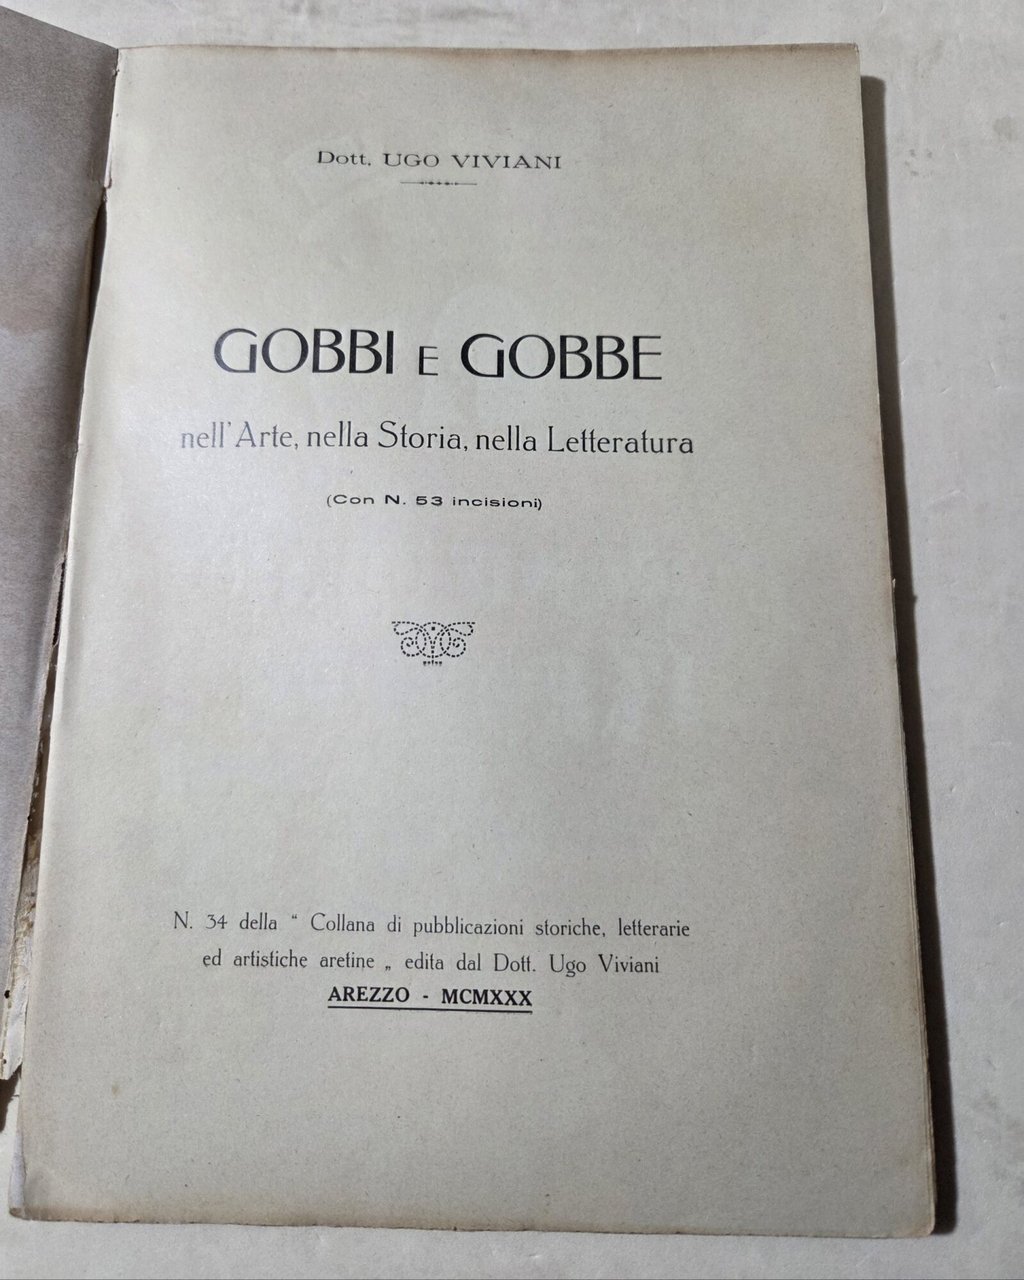 Dott. UGO VIVIANI
GOBBI E GOBBE
nell'Arte, nella Storia, nella Letteratura
(Con N. 53 incisioni)
N. 34 della “ Collana di pubblicazioni storiche, letterarie
ed artistiche aretine „ edita dal Dott. Ugo Viviani
AREZZO - MCMXXX